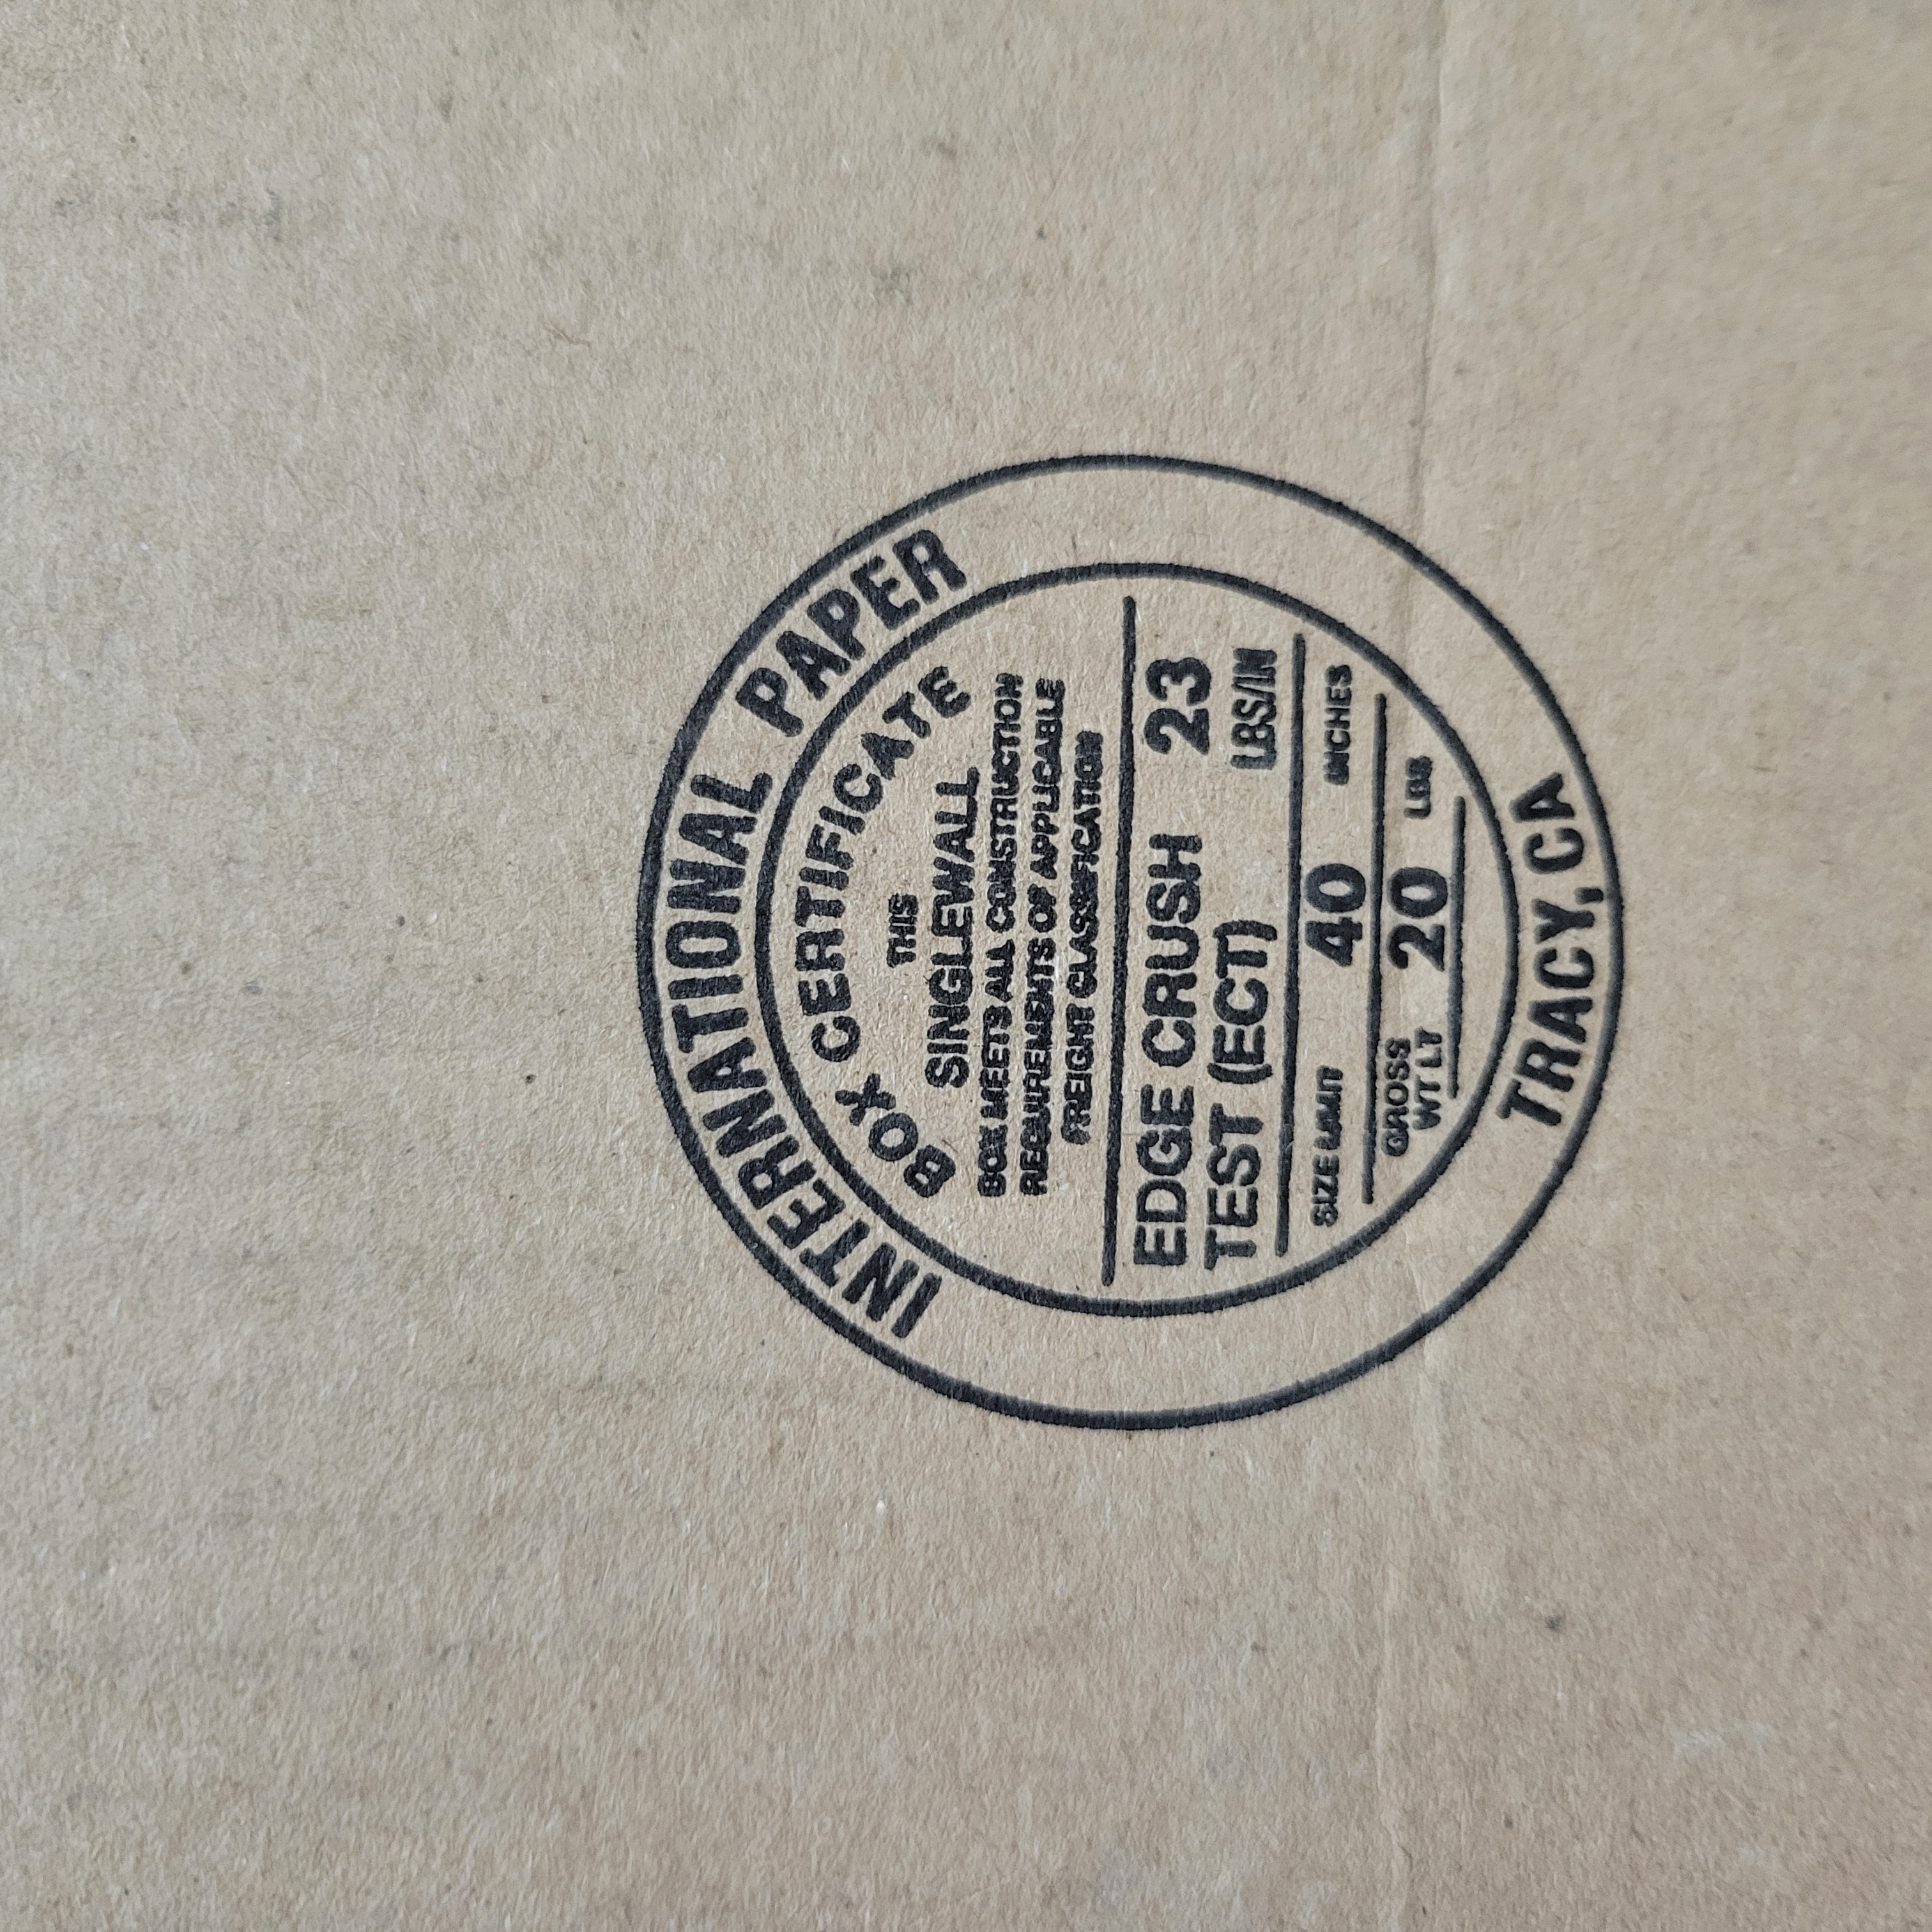 INTERNATIONAL PAPER
BOX CERTIFICATE
THIS
SINGLEWALL
BOX MEETS ALL CONSTRUCTION
REQUIREMENTS OF APPLICABLE
FREIGHT CLASSIFICATION
EDGE CRUSH 23
TEST (ECT) LBS/IN
SIZE LIMIT 40 INCHES
GROSS
WT LT 20 LBS
TRACY, CA